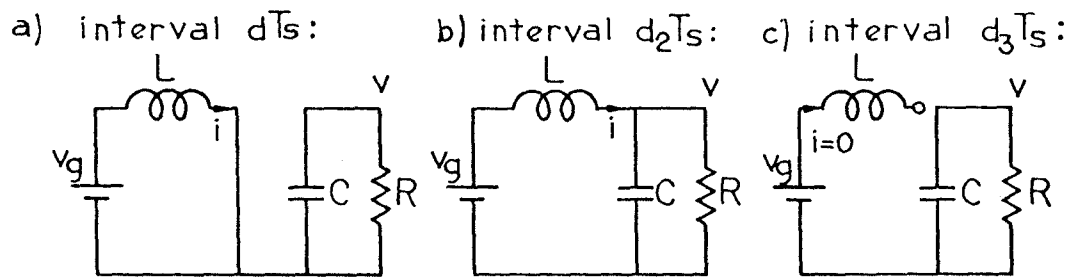 a) interval dTs:
b) interval d₂Ts:
c) interval d₃Ts:
L
i
vg
v
C
R
L
i
vg
v
C
R
L
i=0
vg
v
C
R